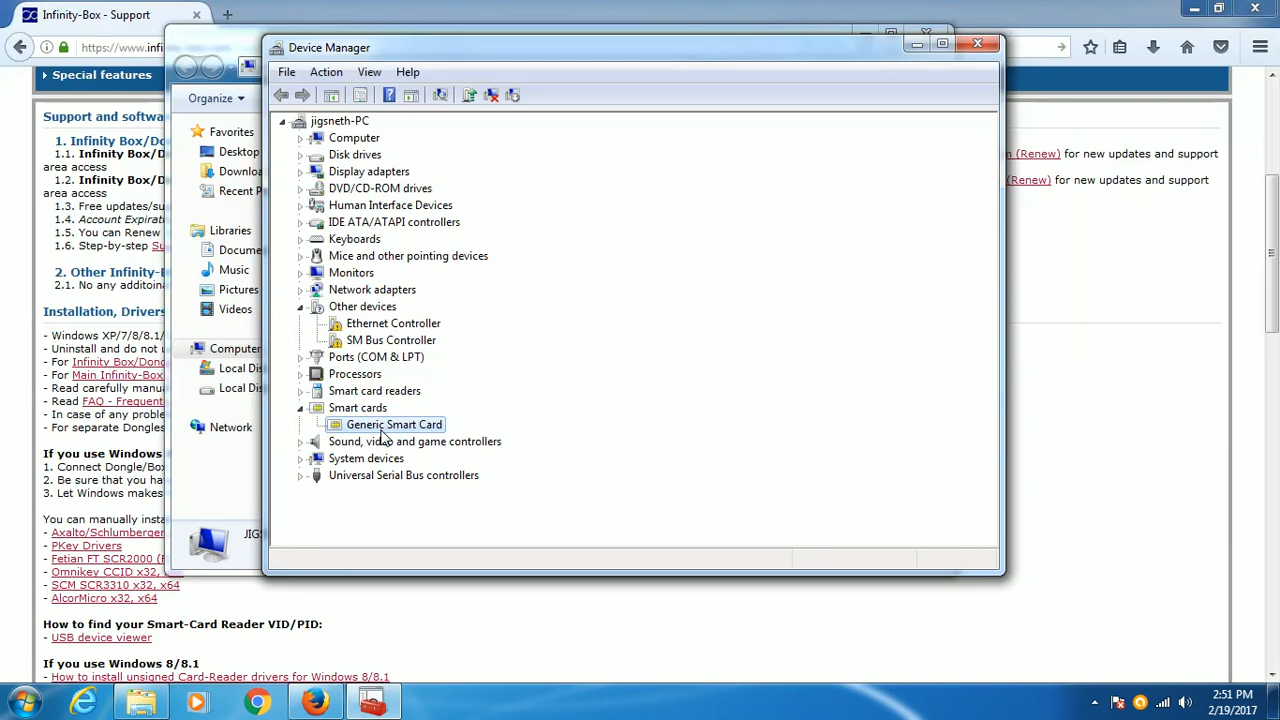 Infinity-Box - Support
https://www.infi
Device Manager
File Action View Help
Special features
Organize
jigsneth-PC
Computer
Disk drives
Display adapters
DVD/CD-ROM drives
Human Interface Devices
IDE ATA/ATAPI controllers
Keyboards
Mice and other pointing devices
Monitors
Network adapters
Other devices
Ethernet Controller
SM Bus Controller
Ports (COM & LPT)
Processors
Smart card readers
Smart cards
Generic Smart Card
Sound, video and game controllers
System devices
Universal Serial Bus controllers
Favorites
Desktop
Downloa
Recent P
Libraries
Docume
Music
Pictures
Videos
Computer
Local Dis
Local Dis
Network
JIGS
Support and softwa
1. Infinity Box/Do
1.1. Infinity Box/D
area access
1.2. Infinity Box/D
area access
1.3. Free updates/su
1.4. Account Expirati
1.5. You can Renew
1.6. Step-by-step Su
2. Other Infinity-B
2.1. No any additoina
Installation, Drivers
- Windows XP/7/8/8.1/
- Uninstall and do not u
- For Infinity Box/Dong
- For Main Infinity-Box
- Read carefully manua
- Read FAQ - Frequent
- In case of any proble
- For separate Dongles
If you use Windows
1. Connect Dongle/Box
2. Be sure that you hav
3. Let Windows makes
You can manually insta
- Axalto/Schlumberger
- PKey Drivers
- Fetian FT SCR2000 (F
- Omnikey CCID x32, x
- SCM SCR3310 x32, x64
- AlcorMicro x32, x64
How to find your Smart-Card Reader VID/PID:
- USB device viewer
If you use Windows 8/8.1
- How to install unsigned Card-Reader drivers for Windows 8/8.1
n (Renew) for new updates and support
(Renew) for new updates and support
2:51 PM
2/19/2017